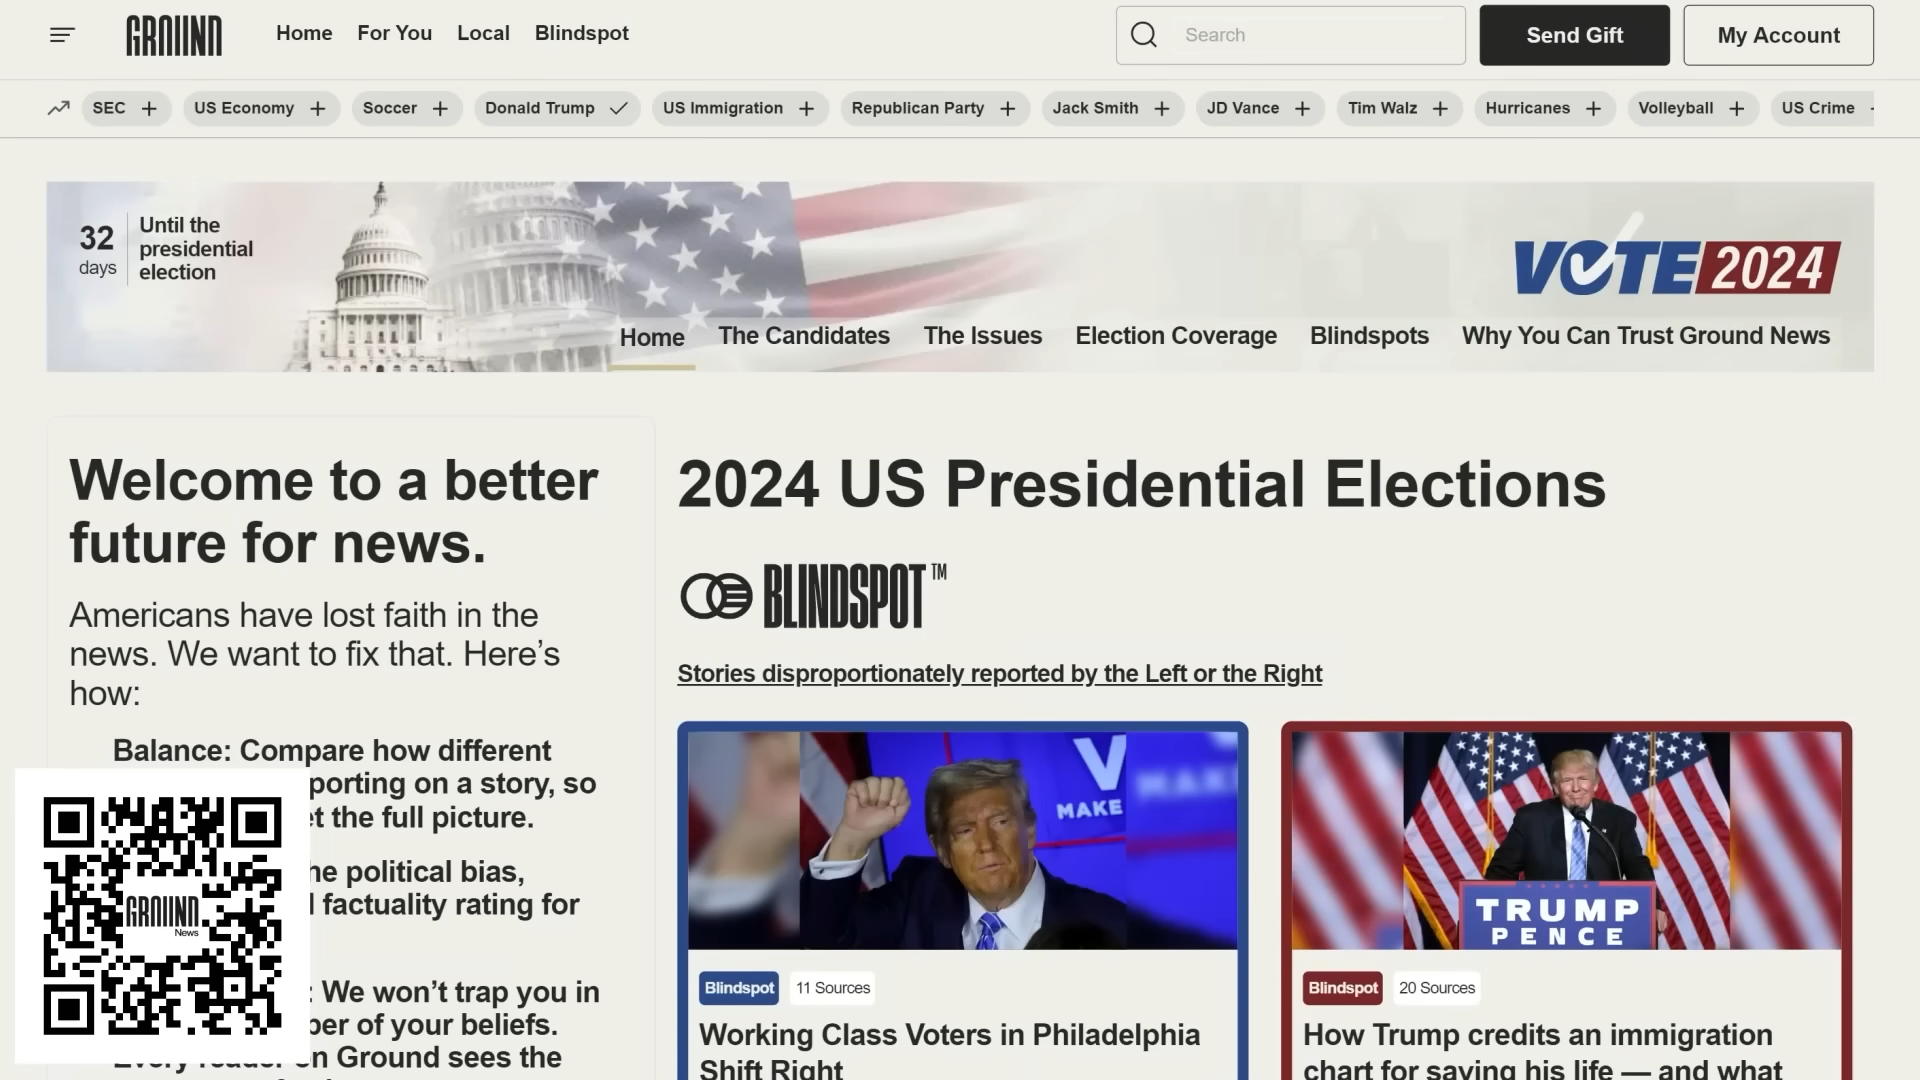 GROUND
Home
For You
Local
Blindspot
Search
Send Gift
My Account
SEC
US Economy
Soccer
Donald Trump
US Immigration
Republican Party
Jack Smith
JD Vance
Tim Walz
Hurricanes
Volleyball
US Crime
32
days
Until the
presidential
election
VOTE 2024
Home
The Candidates
The Issues
Election Coverage
Blindspots
Why You Can Trust Ground News
Welcome to a better
future for news.
Americans have lost faith in the
news. We want to fix that. Here’s
how:
Balance: Compare how different
porting on a story, so
the full picture.
political bias,
factuality rating for
: We won’t trap you in
of your beliefs.
Ground sees the
GROUND
News
2024 US Presidential Elections
BLINDSPOT™
Stories disproportionately reported by the Left or the Right
MAKE
MAKE
Blindspot
11 Sources
Working Class Voters in Philadelphia
Shift Right
TRUMP
PENCE
Blindspot
20 Sources
How Trump credits an immigration
chart for saving his life — and what